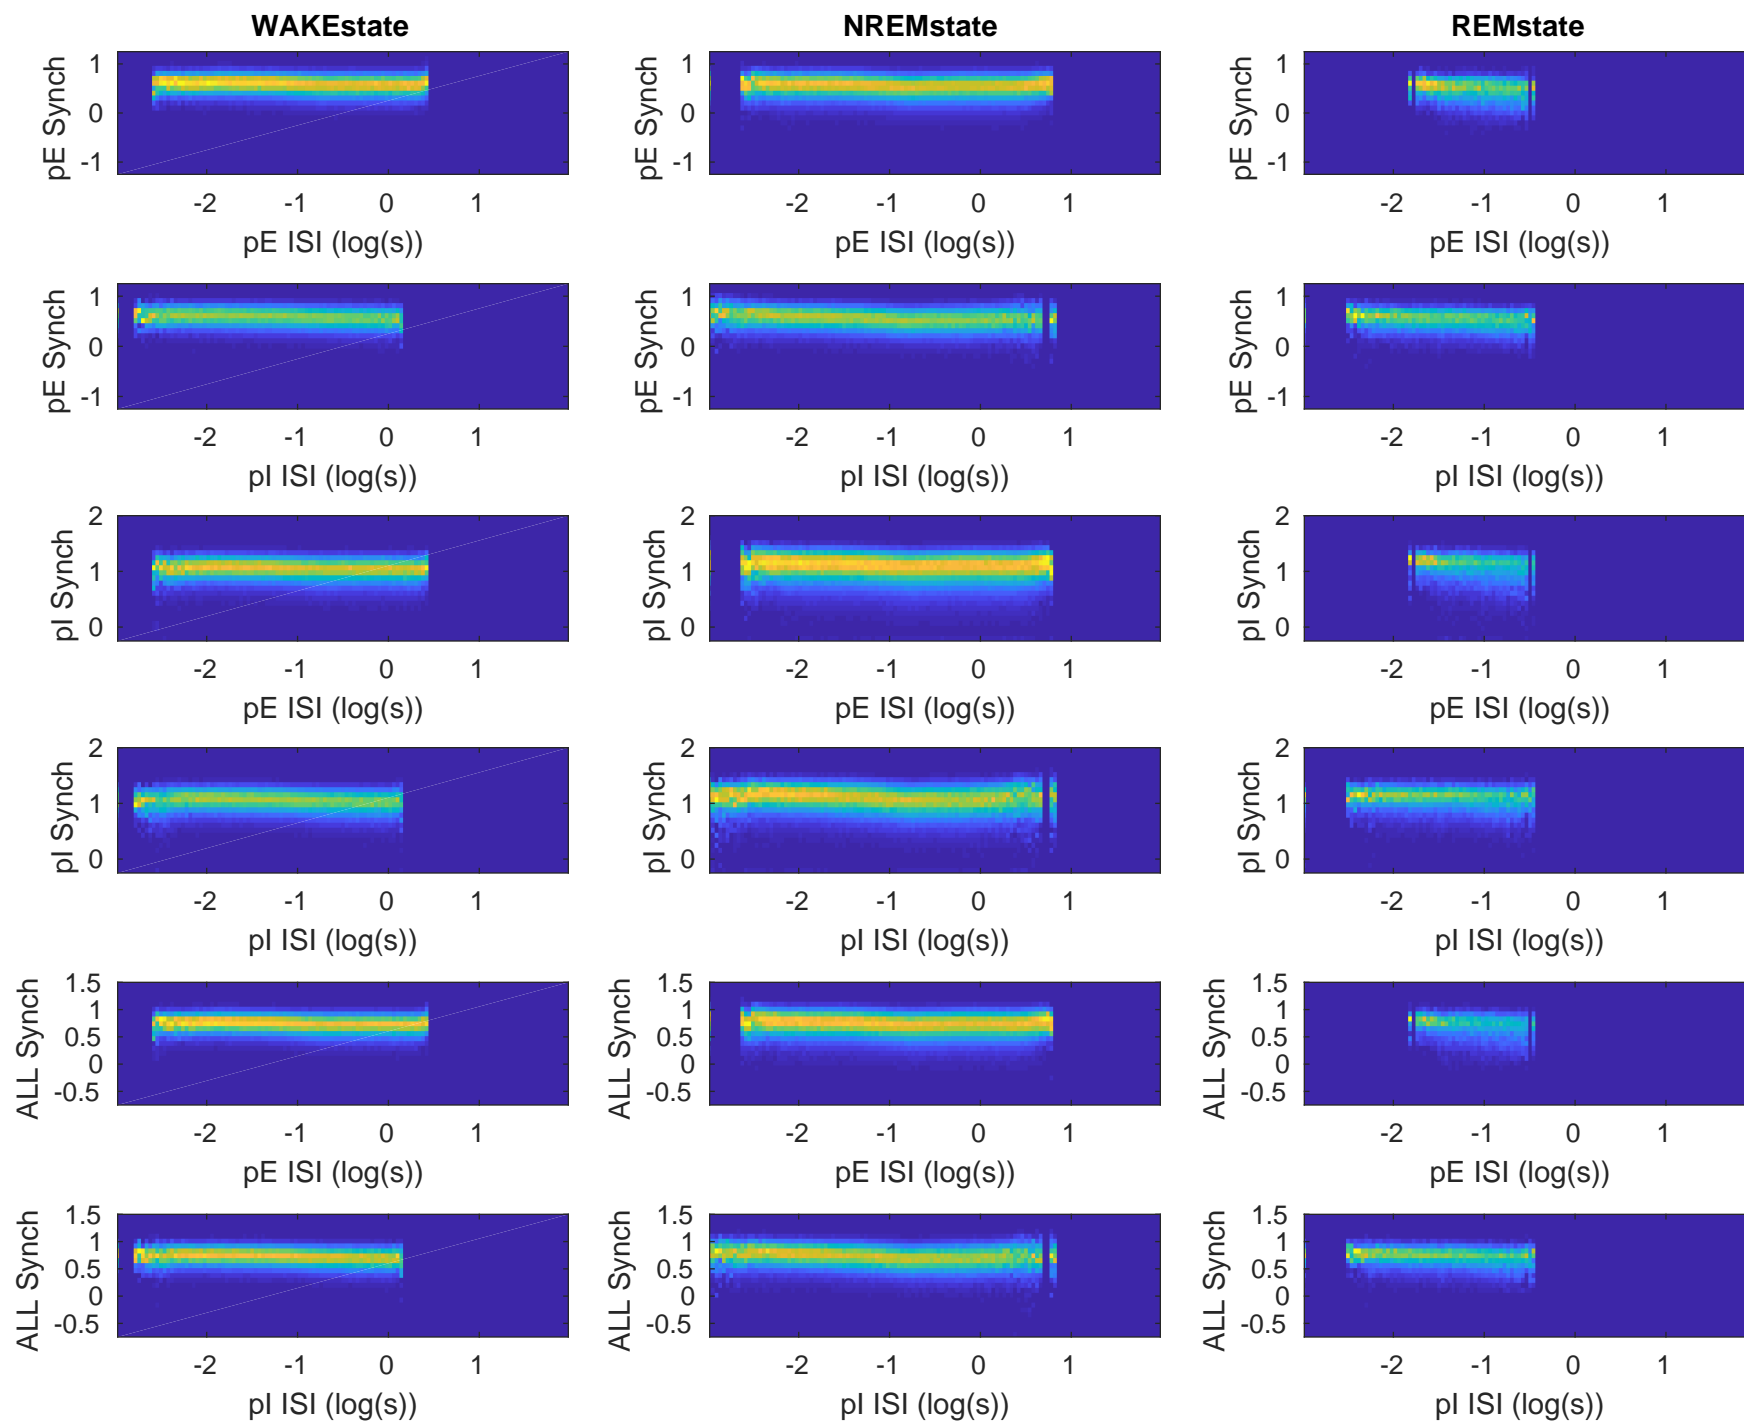 WAKEstate NREMstate REMstate
1 1 1
pE Synch pE Synch pE Synch
0 0 0
-1 -1 -1
-2 -1 0 1 -2 -1 0 1 -2 -1 0 1
pE ISI (log(s)) pE ISI (log(s)) pE ISI (log(s))
1 1 1
pE Synch pE Synch pE Synch
0 0 0
-1 -1 -1
-2 -1 0 1 -2 -1 0 1 -2 -1 0 1
pI ISI (log(s)) pI ISI (log(s)) pI ISI (log(s))
2 2 2
pI Synch pI Synch pI Synch
1 1 1
0 0 0
-2 -1 0 1 -2 -1 0 1 -2 -1 0 1
pE ISI (log(s)) pE ISI (log(s)) pE ISI (log(s))
2 2 2
pI Synch pI Synch pI Synch
1 1 1
0 0 0
-2 -1 0 1 -2 -1 0 1 -2 -1 0 1
pI ISI (log(s)) pI ISI (log(s)) pI ISI (log(s))
1.5 1.5 1.5
ALL Synch ALL Synch ALL Synch
1 1 1
0.5 0.5 0.5
0 0 0
-0.5 -0.5 -0.5
-2 -1 0 1 -2 -1 0 1 -2 -1 0 1
pE ISI (log(s)) pE ISI (log(s)) pE ISI (log(s))
1.5 1.5 1.5
ALL Synch ALL Synch ALL Synch
1 1 1
0.5 0.5 0.5
0 0 0
-0.5 -0.5 -0.5
-2 -1 0 1 -2 -1 0 1 -2 -1 0 1
pI ISI (log(s)) pI ISI (log(s)) pI ISI (log(s))